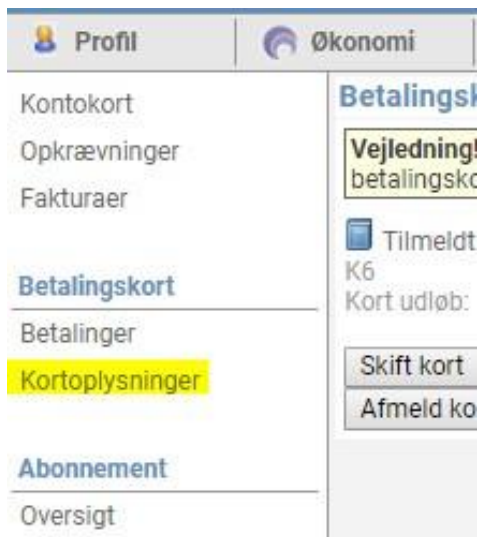 Profil
Økonomi
Kontokort
Opkrævninger
Fakturaer
Betalingskort
Betalinger
Kortoplysninger
Abonnement
Oversigt
Betalingsk
Vejledning!
betalingsko
Tilmeldt
K6
Kort udløb:
Skift kort
Afmeld ko